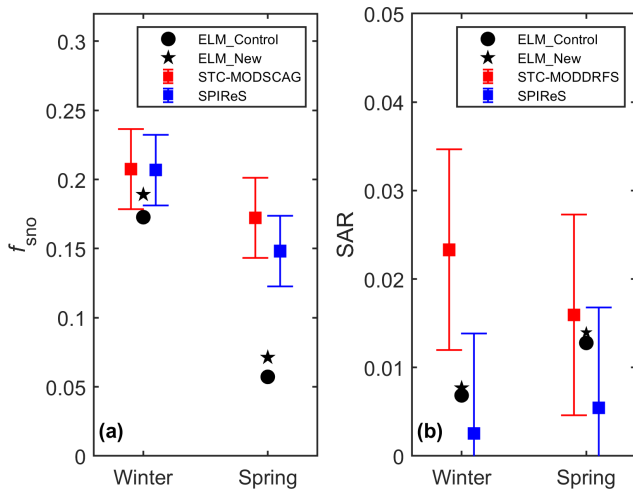 0.3
0.25
0.2
0.15
0.1
0.05
0
f_sno
ELM_Control
ELM_New
STC-MODSCAG
SPIReS
(a)
Winter Spring
0.05
0.04
0.03
0.02
0.01
0
SAR
ELM_Control
ELM_New
STC-MODDRFS
SPIReS
(b)
Winter Spring